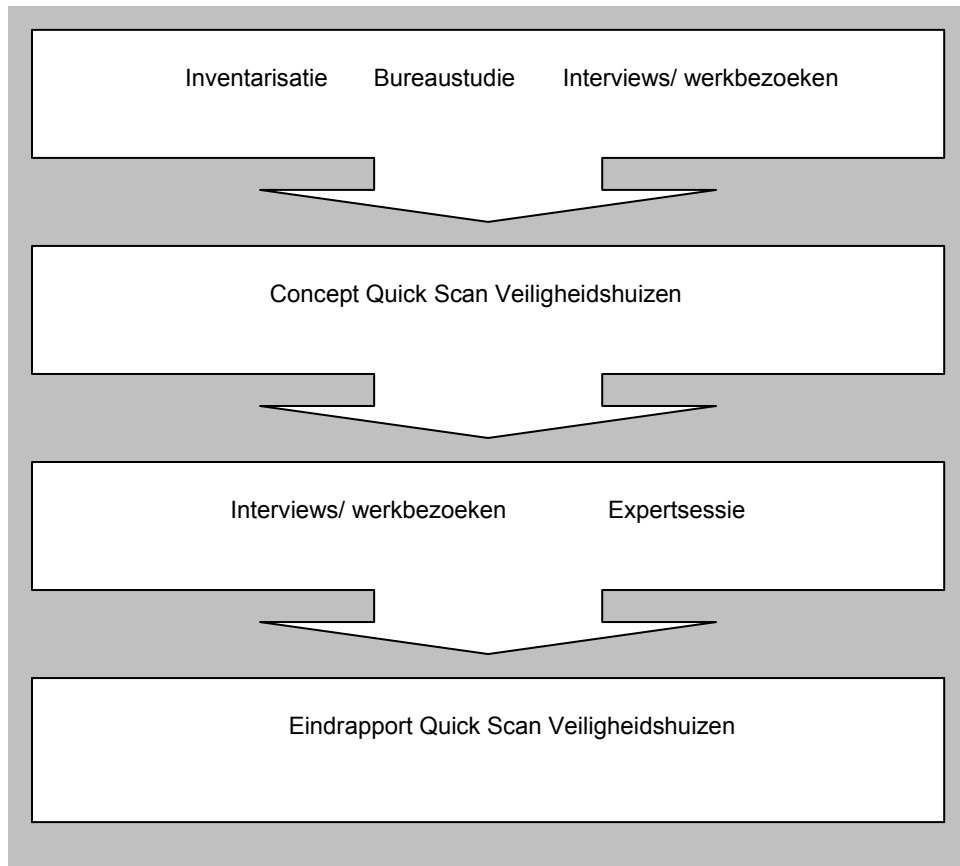 Inventarisatie Bureaustudie Interviews/ werkbezoeken
Concept Quick Scan Veiligheidshuizen
Interviews/ werkbezoeken Expertsessie
Eindrapport Quick Scan Veiligheidshuizen